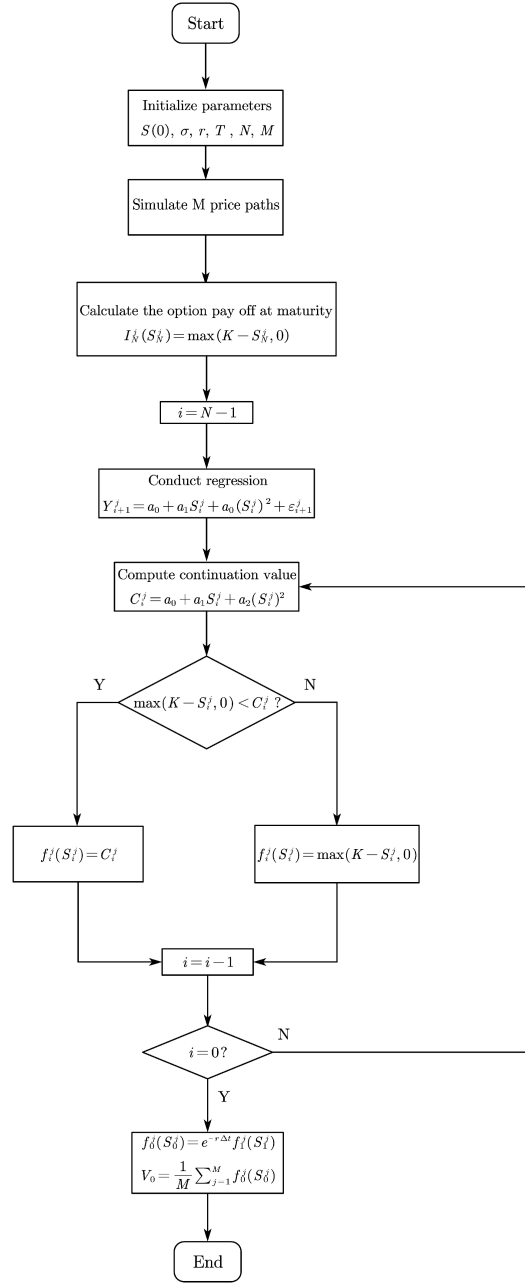 Start
Initialize parameters
S(0), σ, r, T , N, M
Simulate M price paths
Calculate the option pay off at maturity
I_N^j(S_N^j) = max(K − S_N^j, 0)
i = N − 1
Conduct regression
Y_{i+1}^j = a_0 + a_1 S_i^j + a_0(S_i^j)^2 + ε_{i+1}^j
Compute continuation value
C_i^j = a_0 + a_1 S_i^j + a_2(S_i^j)^2
Y
N
max(K − S_i^j, 0) < C_i^j ?
f_i^j(S_i^j) = C_i^j
f_i^j(S_i^j) = max(K − S_i^j, 0)
i = i − 1
N
i = 0 ?
Y
f_0^j(S_0^j) = e^{-r Δt} f_1^j(S_1^j)
V_0 = \frac{1}{M} ∑_{j−1}^M f_0^j(S_0^j)
End